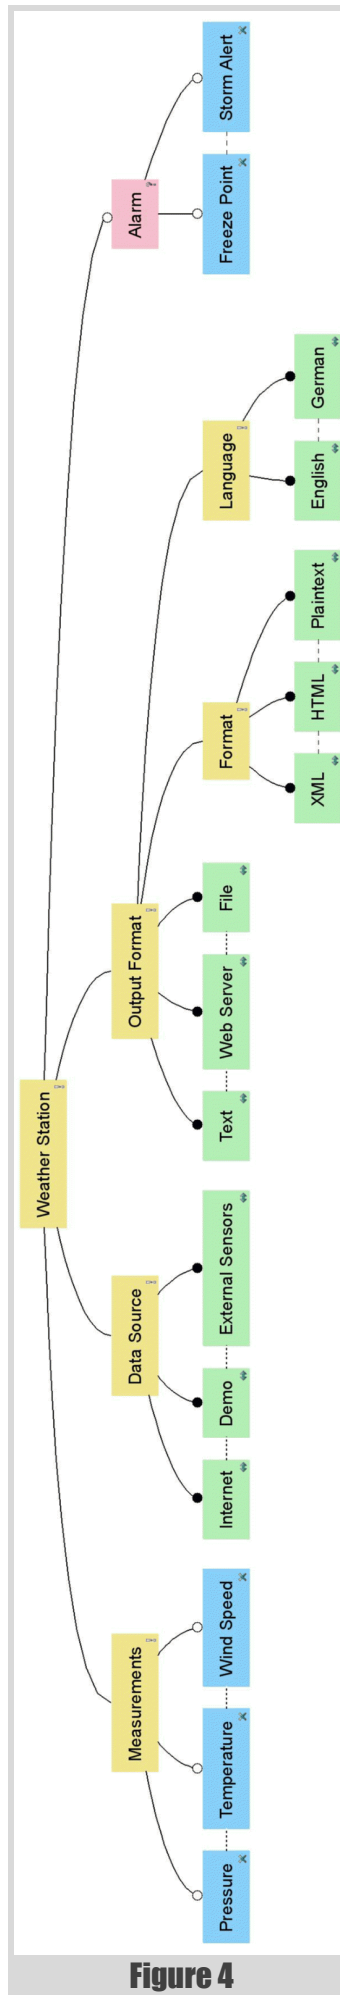 Weather Station
Measurements
Data Source
Output Format
Alarm
Pressure
Temperature
Wind Speed
Internet
Demo
External Sensors
Text
Web Server
File
Format
Language
Freeze Point
Storm Alert
XML
HTML
Plaintext
English
German
Figure 4